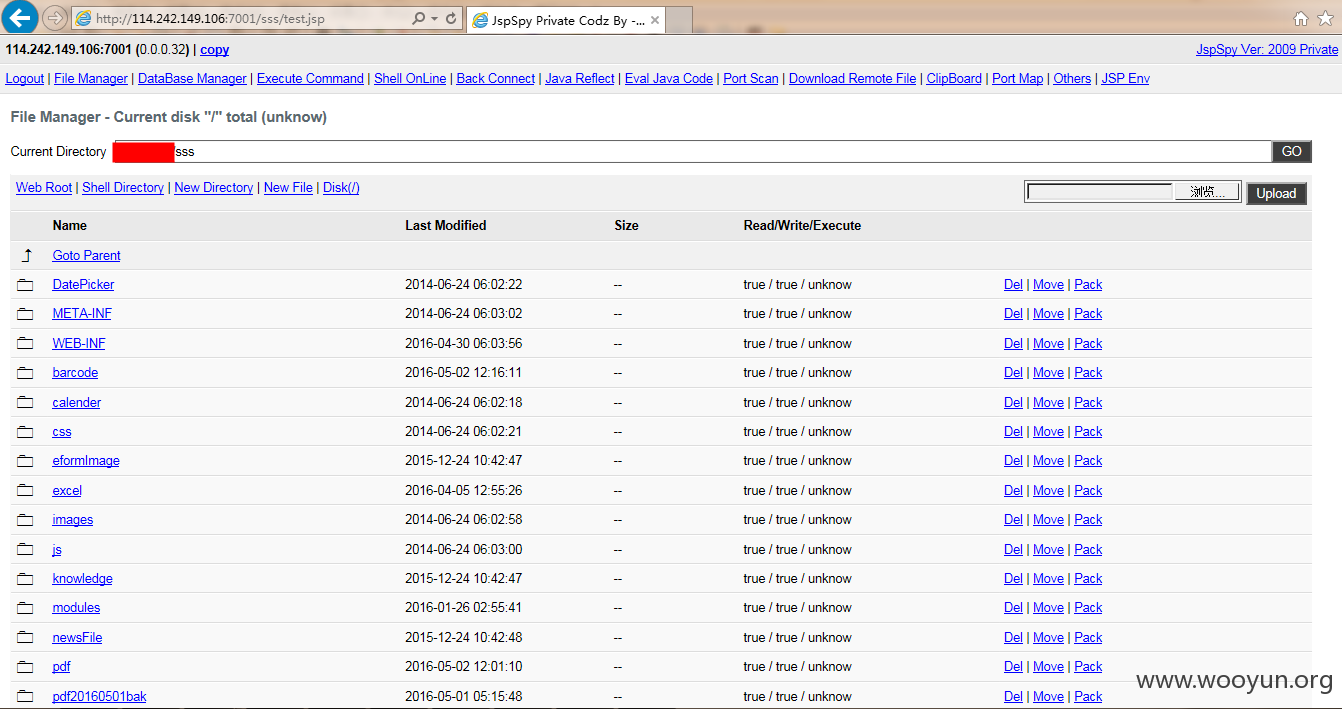 http://114.242.149.106:7001/sss/test.jsp
JspSpy Private Codz By -...
114.242.149.106:7001 (0.0.0.32) | copy
JspSpy Ver: 2009 Private
Logout | File Manager | DataBase Manager | Execute Command | Shell OnLine | Back Connect | Java Reflect | Eval Java Code | Port Scan | Download Remote File | ClipBoard | Port Map | Others | JSP Env
File Manager - Current disk "/" total (unknow)
Current Directory sss GO
Web Root | Shell Directory | New Directory | New File | Disk(/) 浏览... Upload
Name Last Modified Size Read/Write/Execute
Goto Parent
DatePicker 2014-06-24 06:02:22 -- true / true / unknow Del | Move | Pack
META-INF 2014-06-24 06:03:02 -- true / true / unknow Del | Move | Pack
WEB-INF 2016-04-30 06:03:56 -- true / true / unknow Del | Move | Pack
barcode 2016-05-02 12:16:11 -- true / true / unknow Del | Move | Pack
calender 2014-06-24 06:02:18 -- true / true / unknow Del | Move | Pack
css 2014-06-24 06:02:21 -- true / true / unknow Del | Move | Pack
eformImage 2015-12-24 10:42:47 -- true / true / unknow Del | Move | Pack
excel 2016-04-05 12:55:26 -- true / true / unknow Del | Move | Pack
images 2014-06-24 06:02:58 -- true / true / unknow Del | Move | Pack
js 2014-06-24 06:03:00 -- true / true / unknow Del | Move | Pack
knowledge 2015-12-24 10:42:47 -- true / true / unknow Del | Move | Pack
modules 2016-01-26 02:55:41 -- true / true / unknow Del | Move | Pack
newsFile 2015-12-24 10:42:48 -- true / true / unknow Del | Move | Pack
pdf 2016-05-02 12:01:10 -- true / true / unknow Del | Move | Pack
pdf20160501bak 2016-05-01 05:15:48 -- true / true / unknow Del | Move | Pack
www.wooyun.org